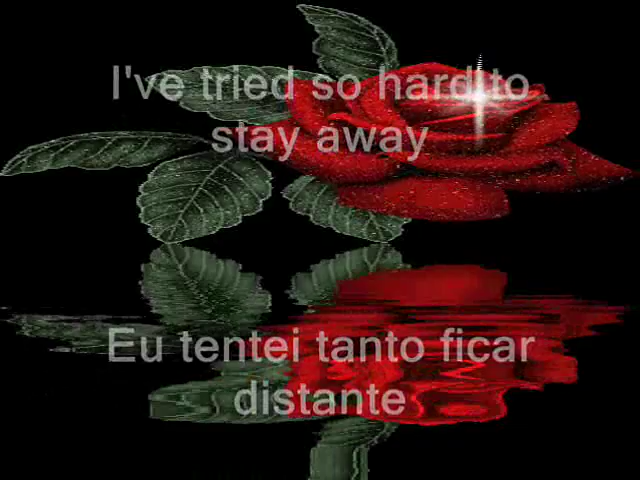 I've tried so hard to
stay away
Eu tentei tanto ficar
distante